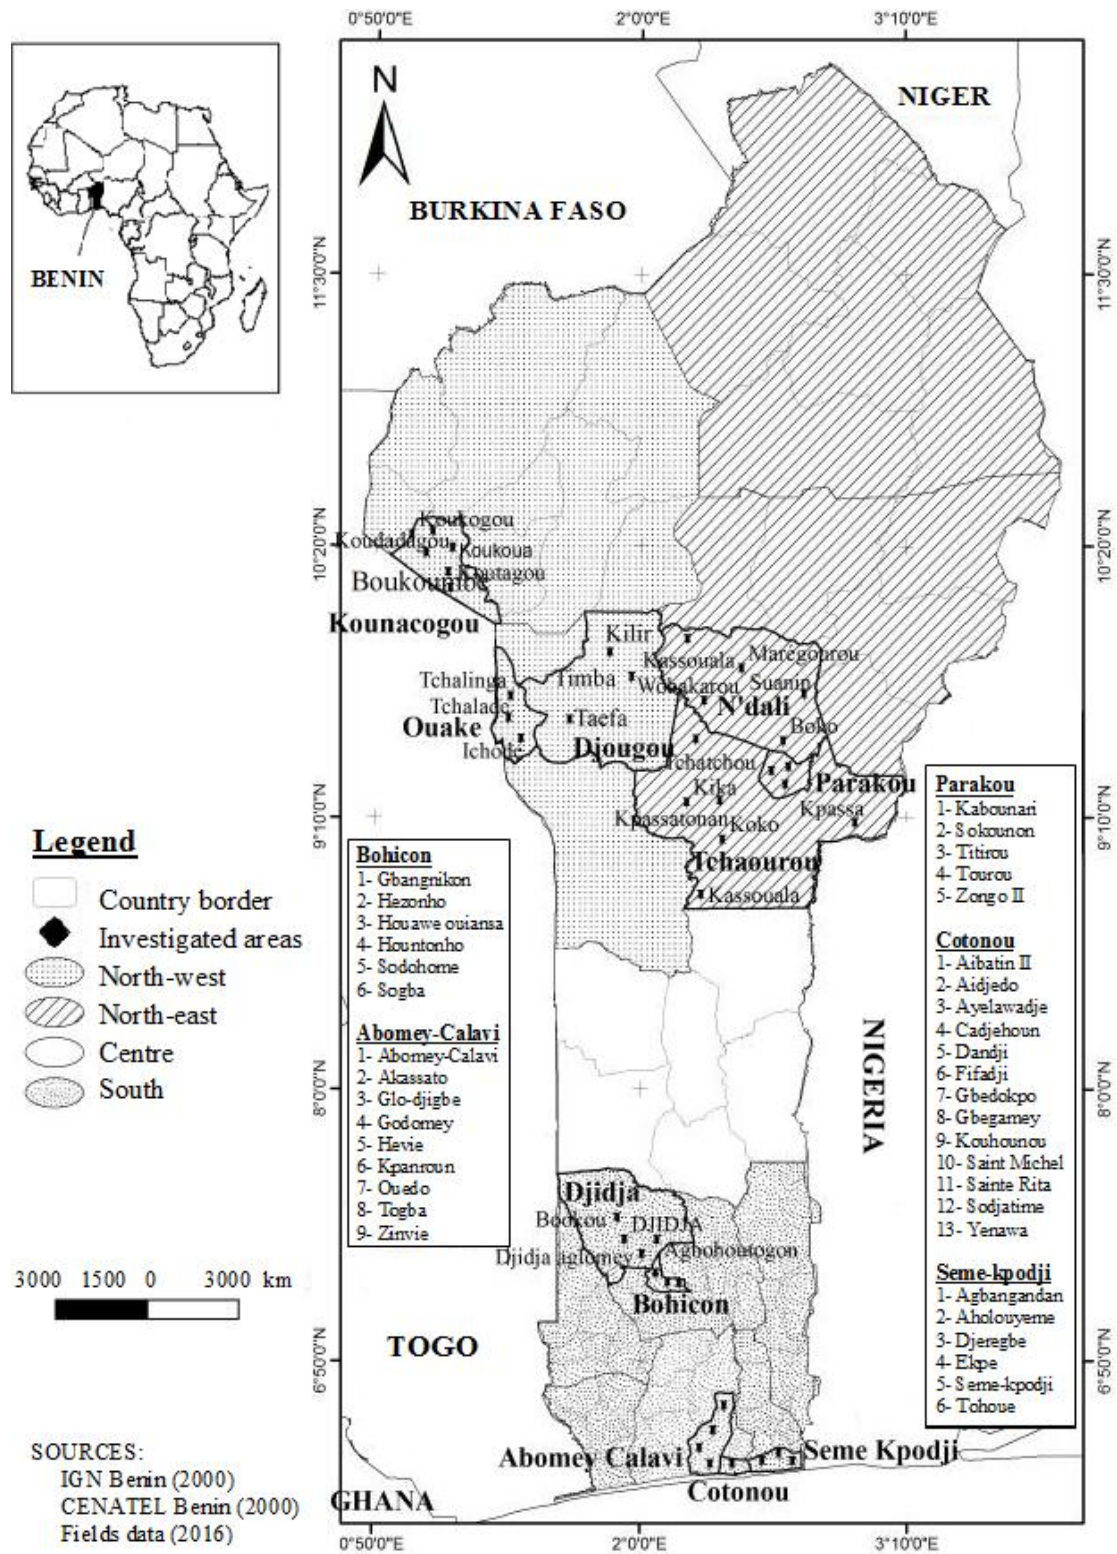 0°50'0"E
2°0'0"E
3°10'0"E
N
NIGER
BURKINA FASO
BENIN
11°30'0"N
11°30'0"N
Koukogou
Koudadagou
Koukoua
Koutagou
Boukoumbe
10°20'0"N
10°20'0"N
Kounacogou
Kilir
Kassouala
Maregourou
Tchalinga
Timba
Wobakarou
Suanin
Tchalade
Taefa
N'dali
Ouake
Ichode
Djougou
Boko
Tchatchou
Parakou
Kika
Kpassa
Kpassatonan
Koko
9°10'0"N
9°10'0"N
Tchaourou
Kassouala
Legend
Country border
Investigated areas
North-west
North-east
Centre
South
Bohicon
1- Gbangnikon
2- Hezonho
3- Houawe ouiansa
4- Hountonho
5- Sodohome
6- Sogba
Abomey-Calavi
1- Abomey-Calavi
2- Akassato
3- Glo-djigbe
4- Godomey
5- Hevie
6- Kpanroun
7- Ouedo
8- Togba
9- Zinvie
Parakou
1- Kabounari
2- Sokounon
3- Titirou
4- Tourou
5- Zongo II
Cotonou
1- Aibatin II
2- Aidjedo
3- Ayelawadje
4- Cadjehoun
5- Dandji
6- Fifadji
7- Gbedokpo
8- Gbegamey
9- Kouhounou
10- Saint Michel
11- Sainte Rita
12- Sodjatime
13- Yenawa
Seme-kpodji
1- Agbangandan
2- Aholouyeme
3- Djeregbe
4- Ekpe
5- Seme-kpodji
6- Tohoue
NIGERIA
8°0'0"N
8°0'0"N
Djidja
Bookou
DJIDJA
Djidja aglomey
Agbohoutogon
Bohicon
3000 1500 0 3000 km
TOGO
6°50'0"N
6°50'0"N
Abomey Calavi
Seme Kpodji
Cotonou
GHANA
SOURCES:
IGN Benin (2000)
CENATEL Benin (2000)
Fields data (2016)
0°50'0"E
2°0'0"E
3°10'0"E